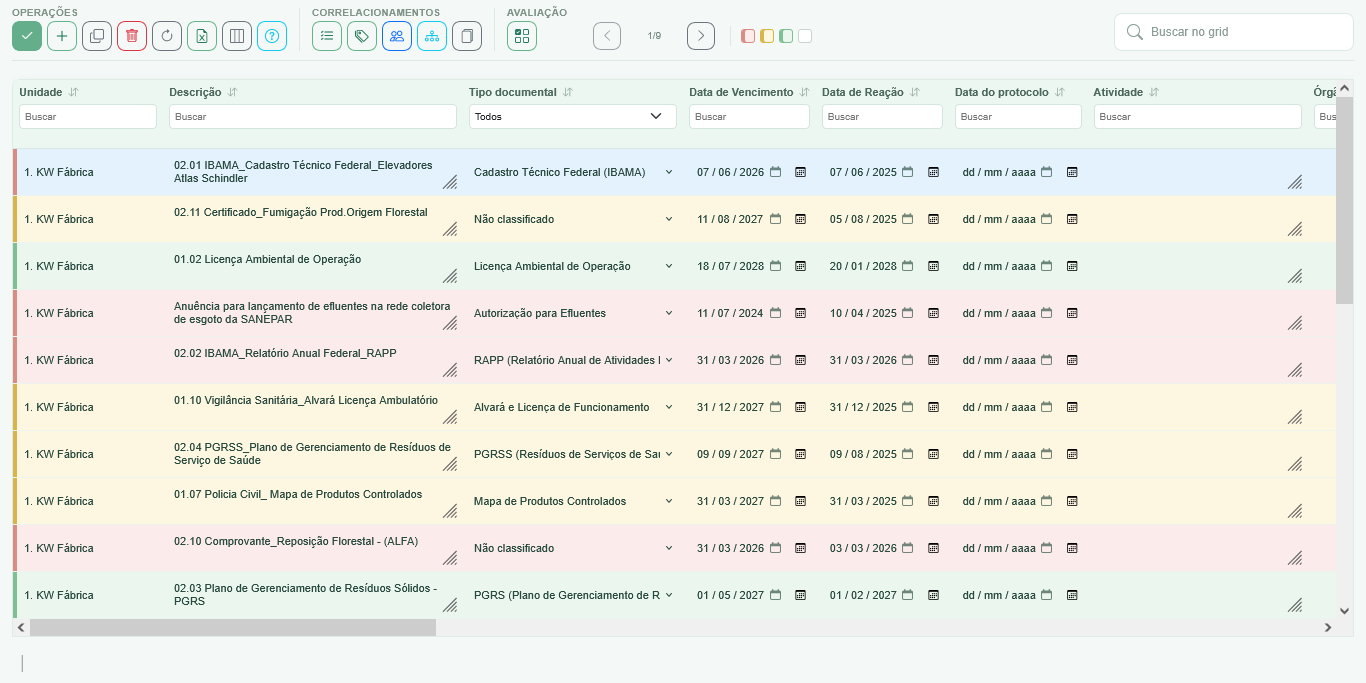 OPERAÇÕES CORRELACIONAMENTOS AVALIAÇÃO
1/9 Buscar no grid
Unidade Descrição Tipo documental Data de Vencimento Data de Reação Data do protocolo Atividade Órgã
Buscar Buscar Todos Buscar Buscar Buscar Buscar Bus
1. KW Fábrica 02.01 IBAMA_Cadastro Técnico Federal_Elevadores Atlas Schindler Cadastro Técnico Federal (IBAMA) 07 / 06 / 2026 07 / 06 / 2025 dd / mm / aaaa
1. KW Fábrica 02.11 Certificado_Fumigação Prod.Origem Florestal Não classificado 11 / 08 / 2027 05 / 08 / 2025 dd / mm / aaaa
1. KW Fábrica 01.02 Licença Ambiental de Operação Licença Ambiental de Operação 18 / 07 / 2028 20 / 01 / 2028 dd / mm / aaaa
1. KW Fábrica Anuência para lançamento de efluentes na rede coletora de esgoto da SANEPAR Autorização para Efluentes 11 / 07 / 2024 10 / 04 / 2025 dd / mm / aaaa
1. KW Fábrica 02.02 IBAMA_Relatório Anual Federal_RAPP RAPP (Relatório Anual de Atividades 31 / 03 / 2026 31 / 03 / 2026 dd / mm / aaaa
1. KW Fábrica 01.10 Vigilância Sanitária_Alvará Licença Ambulatório Alvará e Licença de Funcionamento 31 / 12 / 2027 31 / 12 / 2025 dd / mm / aaaa
1. KW Fábrica 02.04 PGRSS_Plano de Gerenciamento de Resíduos de Serviço de Saúde PGRSS (Resíduos de Serviços de Saú 09 / 09 / 2027 09 / 08 / 2025 dd / mm / aaaa
1. KW Fábrica 01.07 Policia Civil_ Mapa de Produtos Controlados Mapa de Produtos Controlados 31 / 03 / 2027 31 / 03 / 2025 dd / mm / aaaa
1. KW Fábrica 02.10 Comprovante_Reposição Florestal - (ALFA) Não classificado 31 / 03 / 2026 03 / 03 / 2026 dd / mm / aaaa
1. KW Fábrica 02.03 Plano de Gerenciamento de Resíduos Sólidos - PGRS PGRS (Plano de Gerenciamento de R 01 / 05 / 2027 01 / 02 / 2027 dd / mm / aaaa